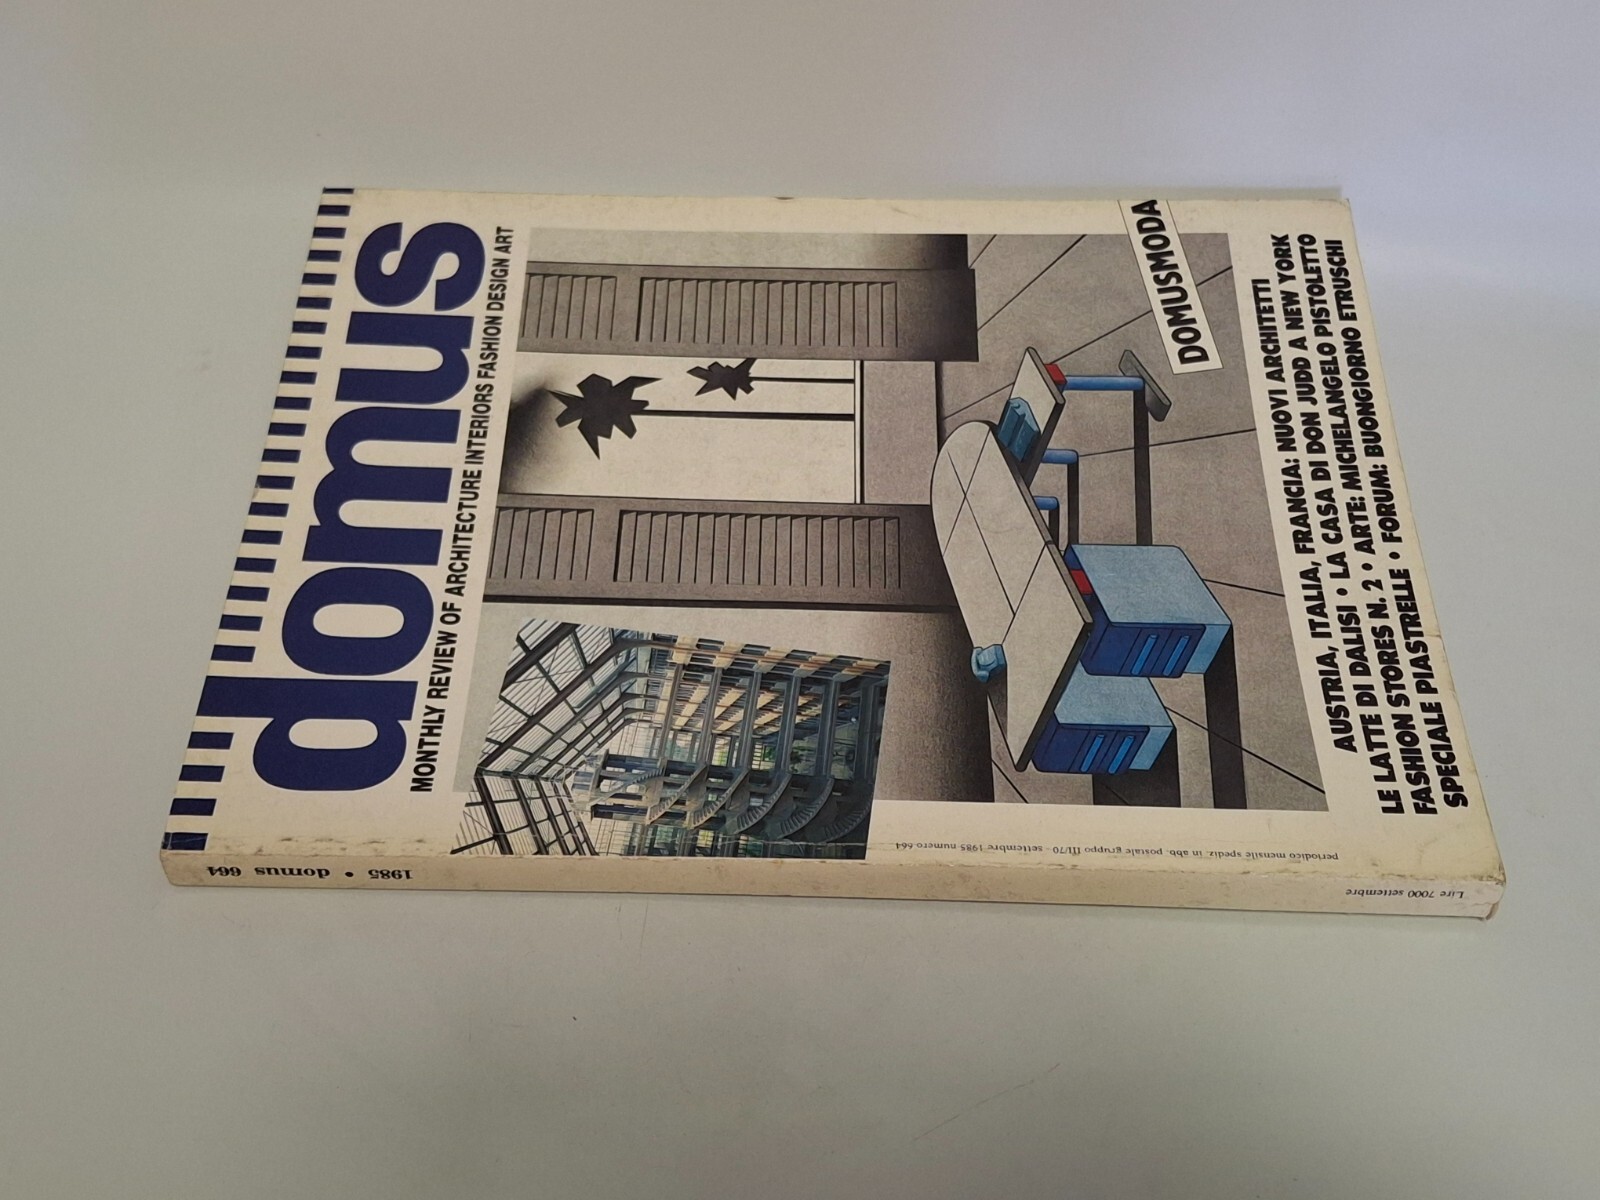 domus
MONTHLY REVIEW OF ARCHITECTURE INTERIORS FASHION DESIGN ART
DOMUSMODA
AUSTRIA, ITALIA, FRANCIA: NUOVI ARCHITETTI
LE LATTE DI DALISI • LA CASA DI DON JUDD A NEW YORK
FASHION STORES N. 2 • ARTE: MICHELANGELO PISTOLETTO
SPECIALE PIASTRELLE • FORUM: BUONGIORNO ETRUSCHI
periodico mensile spediz. in abb. postale gruppo III/70 - settembre 1985 numero 664
1985 • domus 664
Lire 7000 settembre